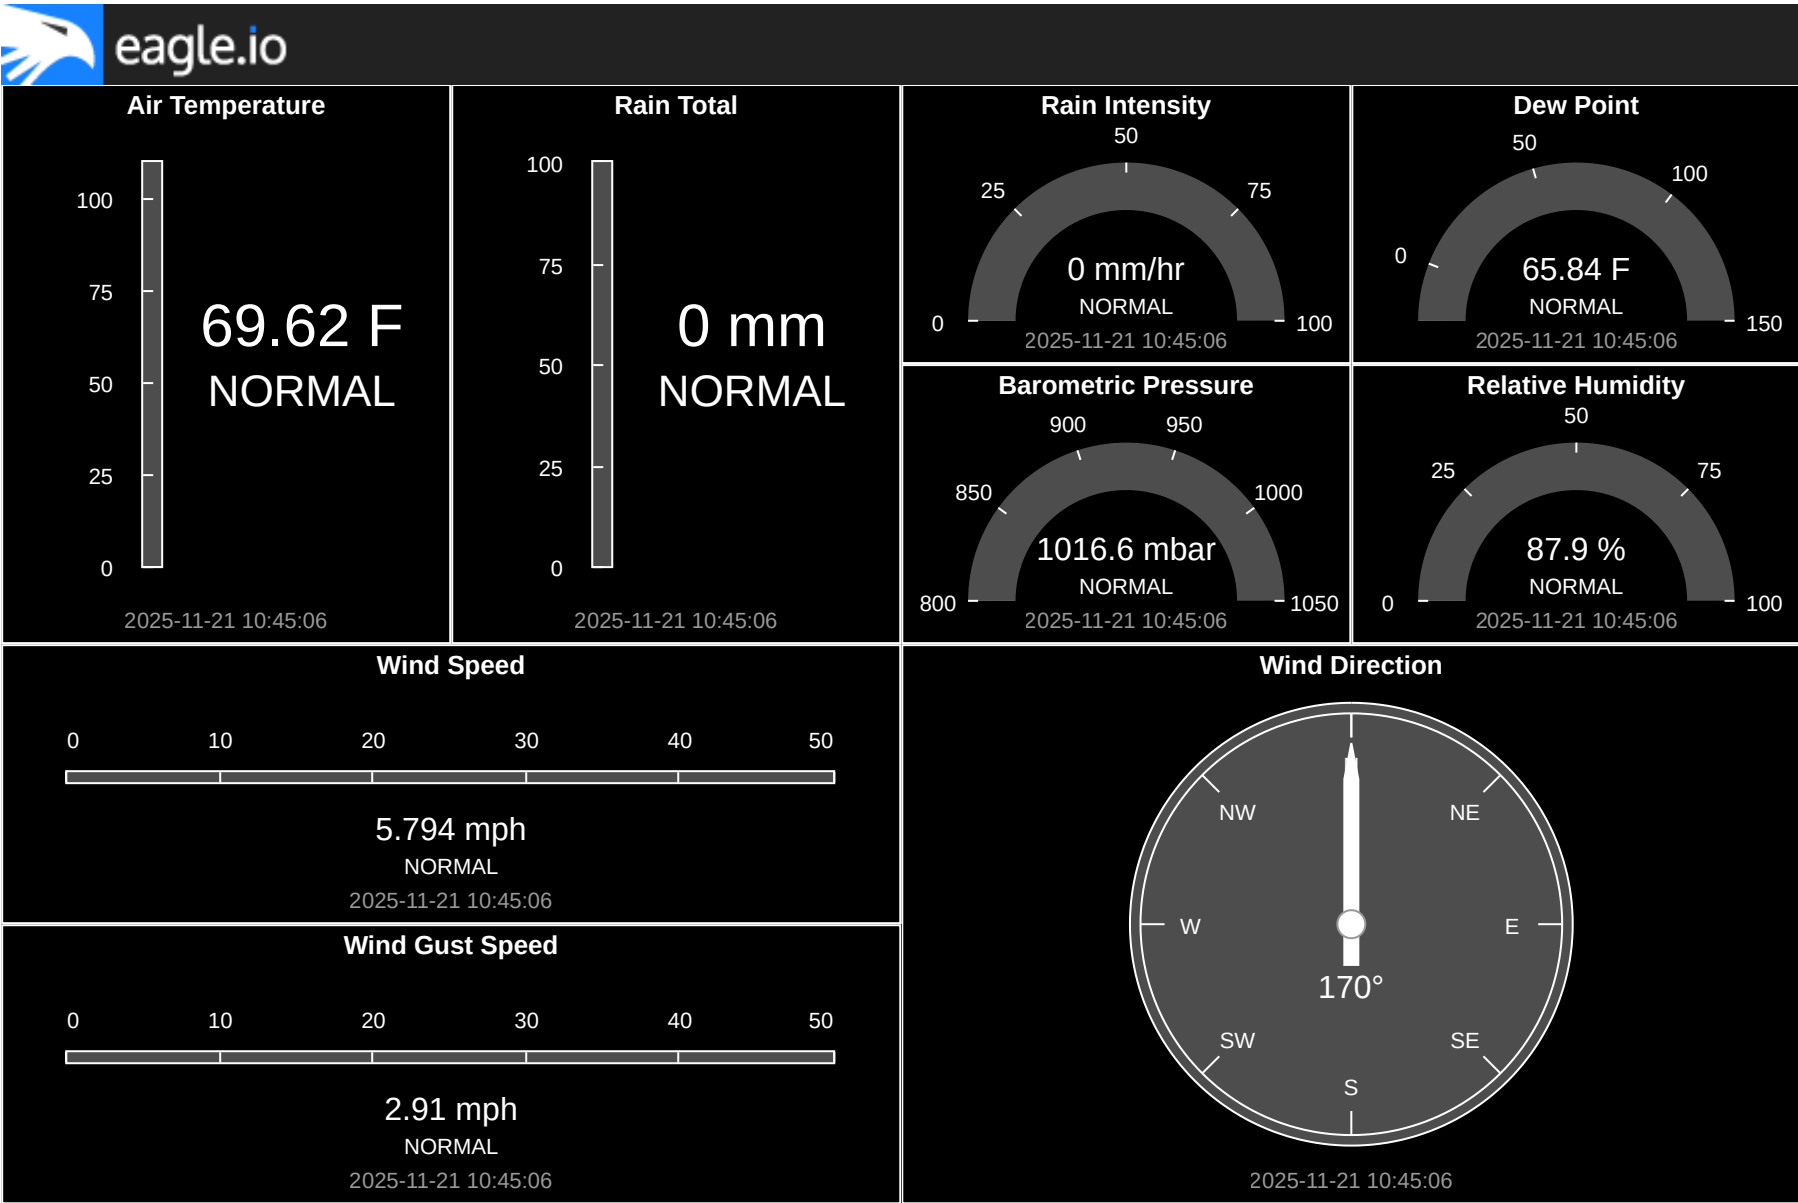 eagle.io
Air Temperature
100
75
50
25
0
69.62 F
NORMAL
2025-11-21 10:45:06
Rain Total
100
75
50
25
0
0 mm
NORMAL
2025-11-21 10:45:06
Rain Intensity
50
25
75
0
100
0 mm/hr
NORMAL
2025-11-21 10:45:06
Dew Point
50
100
0
150
65.84 F
NORMAL
2025-11-21 10:45:06
Barometric Pressure
900
950
850
1000
800
1050
1016.6 mbar
NORMAL
2025-11-21 10:45:06
Relative Humidity
50
25
75
0
100
87.9 %
NORMAL
2025-11-21 10:45:06
Wind Speed
0 10 20 30 40 50
5.794 mph
NORMAL
2025-11-21 10:45:06
Wind Gust Speed
0 10 20 30 40 50
2.91 mph
NORMAL
2025-11-21 10:45:06
Wind Direction
NW NE
W E
170°
SW SE
S
2025-11-21 10:45:06